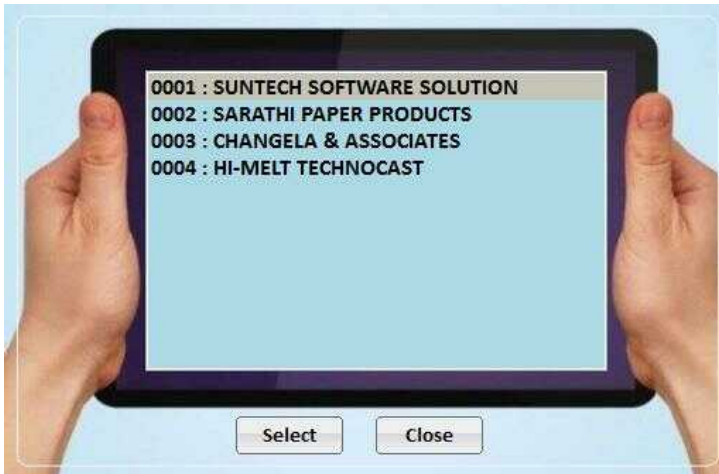 0001 : SUNTECH SOFTWARE SOLUTION
0002 : SARATHI PAPER PRODUCTS
0003 : CHANGELA & ASSOCIATES
0004 : HI-MELT TECHNOCAST
Select Close